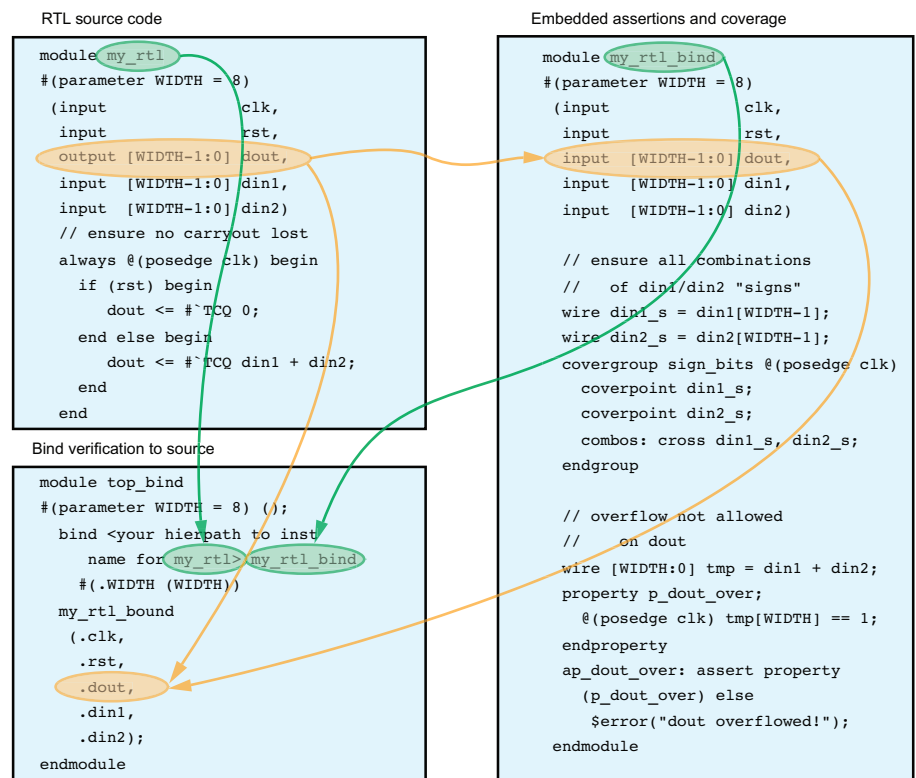 RTL source code
module my_rtl
#(parameter WIDTH = 8)
(input clk,
input rst,
output [WIDTH-1:0] dout,
input [WIDTH-1:0] din1,
input [WIDTH-1:0] din2)
// ensure no carryout lost
always @(posedge clk) begin
if (rst) begin
dout <= #`TCQ 0;
end else begin
dout <= #`TCQ din1 + din2;
end
end
Bind verification to source
module top_bind
#(parameter WIDTH = 8) ();
bind <your hierpath to inst
name for my_rtl> my_rtl_bind
#(.WIDTH (WIDTH))
my_rtl_bound
(.clk,
.rst,
.dout,
.din1,
.din2);
endmodule
Embedded assertions and coverage
module my_rtl_bind
#(parameter WIDTH = 8)
(input clk,
input rst,
input [WIDTH-1:0] dout,
input [WIDTH-1:0] din1,
input [WIDTH-1:0] din2)
// ensure all combinations
// of din1/din2 "signs"
wire din1_s = din1[WIDTH-1];
wire din2_s = din2[WIDTH-1];
covergroup sign_bits @(posedge clk)
coverpoint din1_s;
coverpoint din2_s;
combos: cross din1_s, din2_s;
endgroup
// overflow not allowed
// on dout
wire [WIDTH:0] tmp = din1 + din2;
property p_dout_over;
@(posedge clk) tmp[WIDTH] == 1;
endproperty
ap_dout_over: assert property
(p_dout_over) else
$error("dout overflowed!");
endmodule